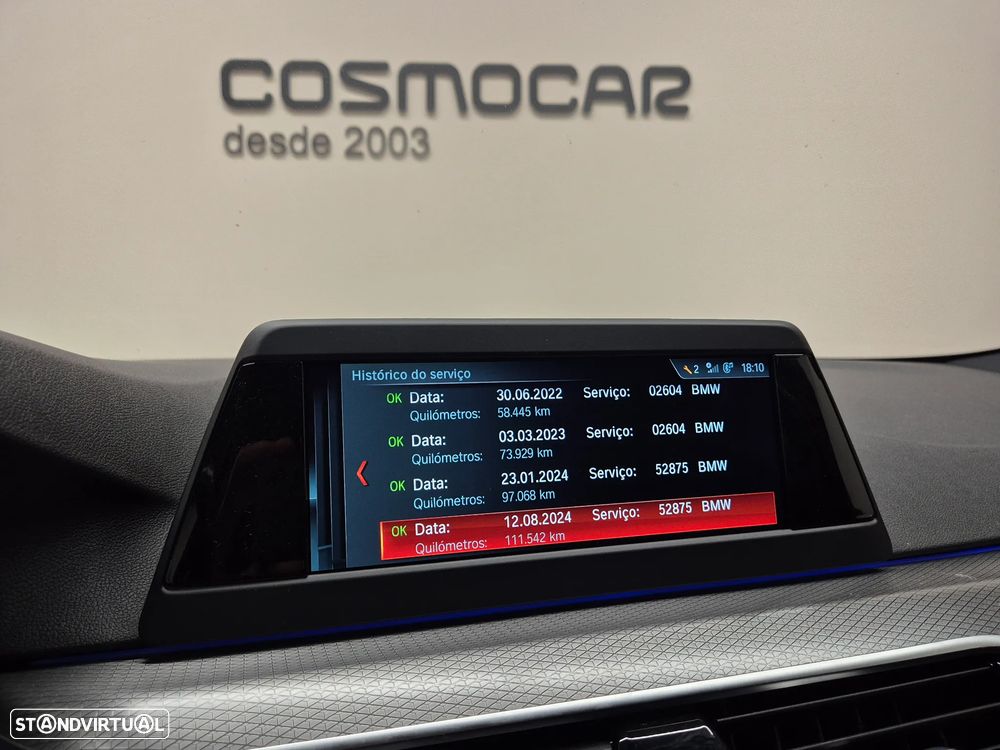 COSMOCAR
desde 2003
Histórico do serviço
2
18:10
OK Data: 30.06.2022 Serviço: 02604 BMW
Quilómetros: 58.445 km
OK Data: 03.03.2023 Serviço: 02604 BMW
Quilómetros: 73.929 km
OK Data: 23.01.2024 Serviço: 52875 BMW
Quilómetros: 97.068 km
OK Data: 12.08.2024 Serviço: 52875 BMW
Quilómetros: 111.542 km
STANDVIRTUAL